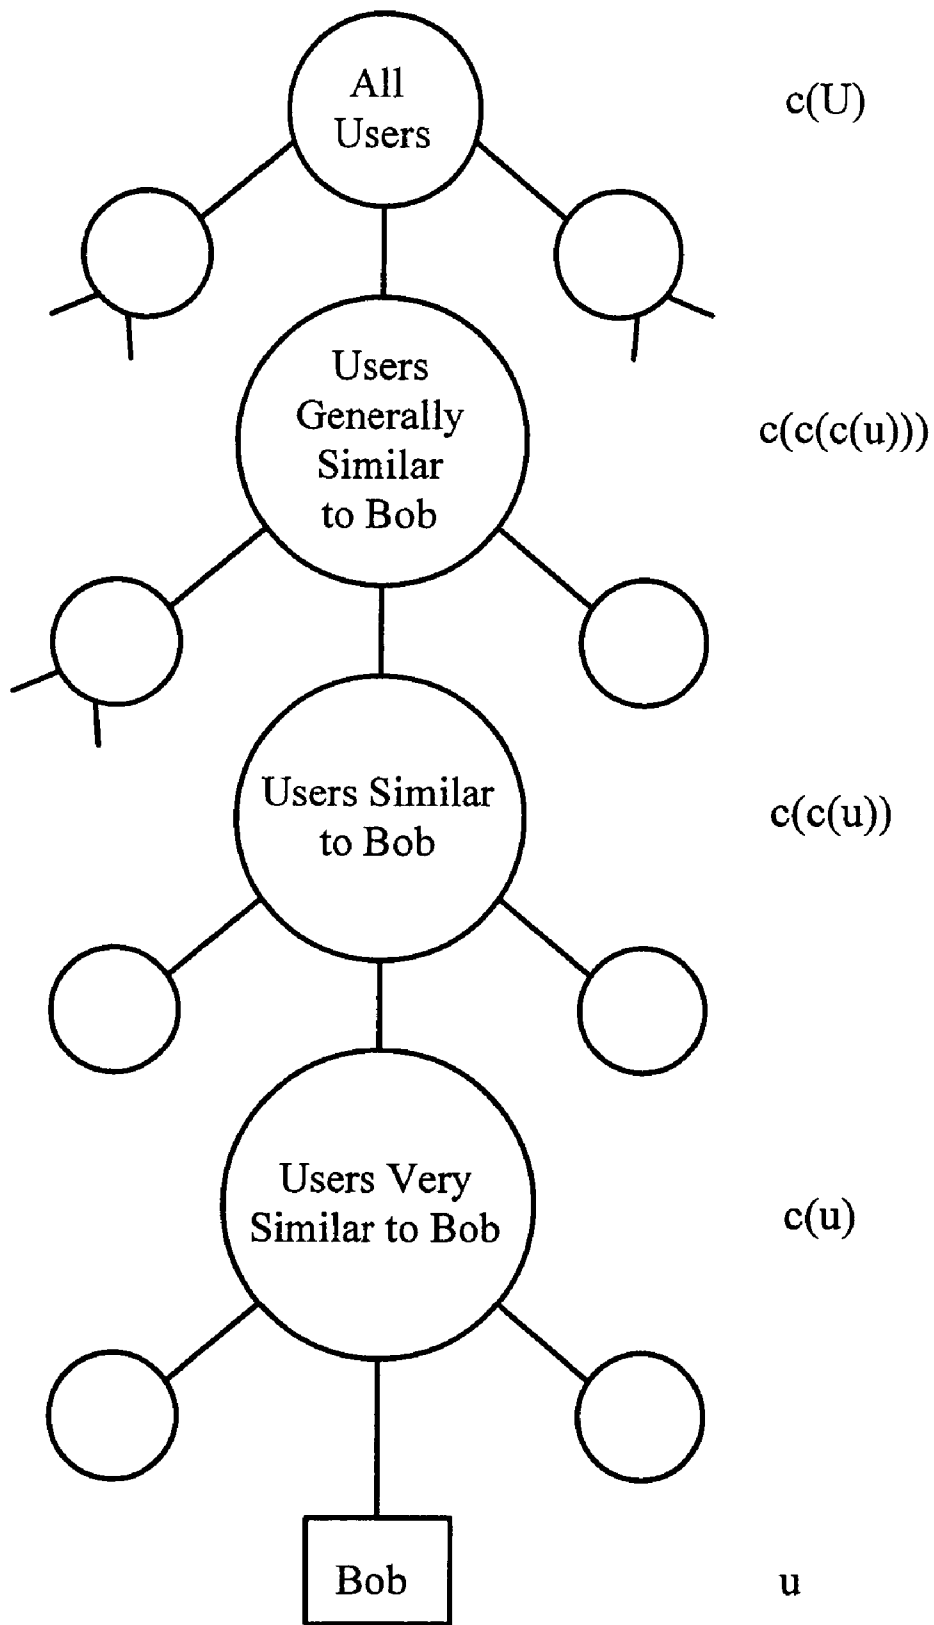 All
Users
c(U)
Users
Generally
Similar
to Bob
c(c(c(u)))
Users Similar
to Bob
c(c(u))
Users Very
Similar to Bob
c(u)
Bob
u